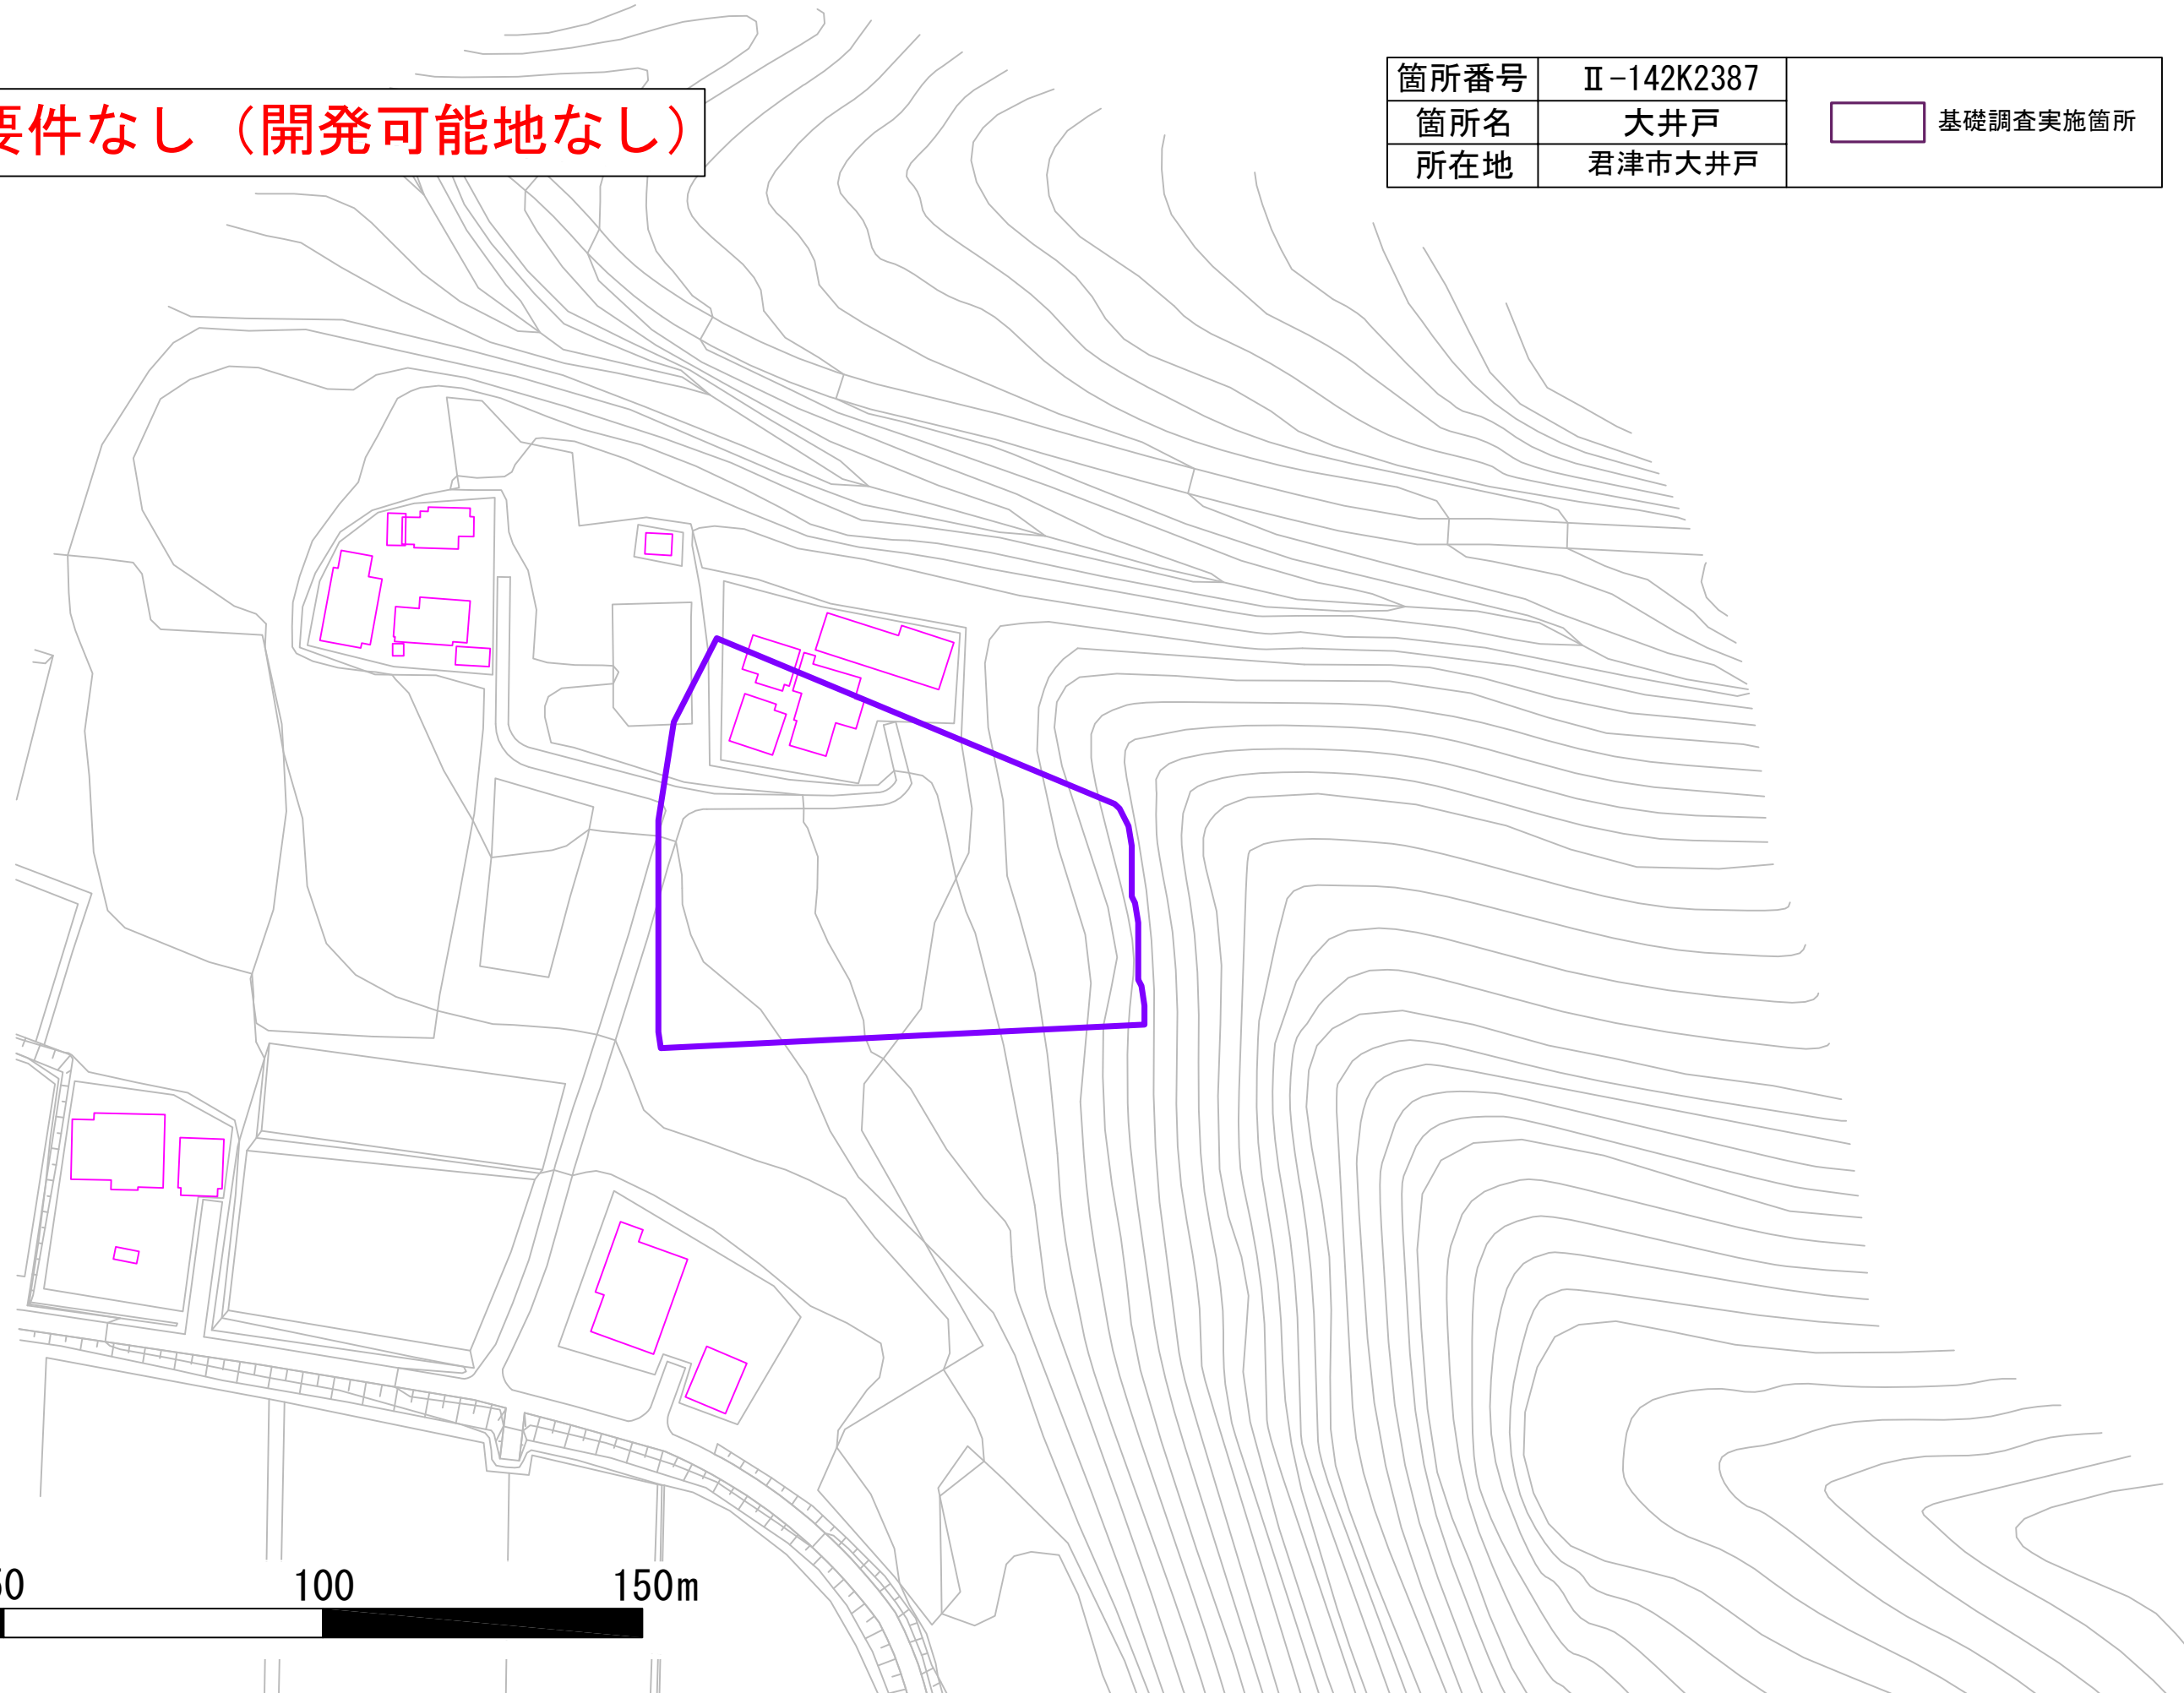 件なし（開発可能地なし）
箇所番号 Ⅱ-142K2387
箇所名 大井戸
所在地 君津市大井戸
基礎調査実施箇所
0 100 150m